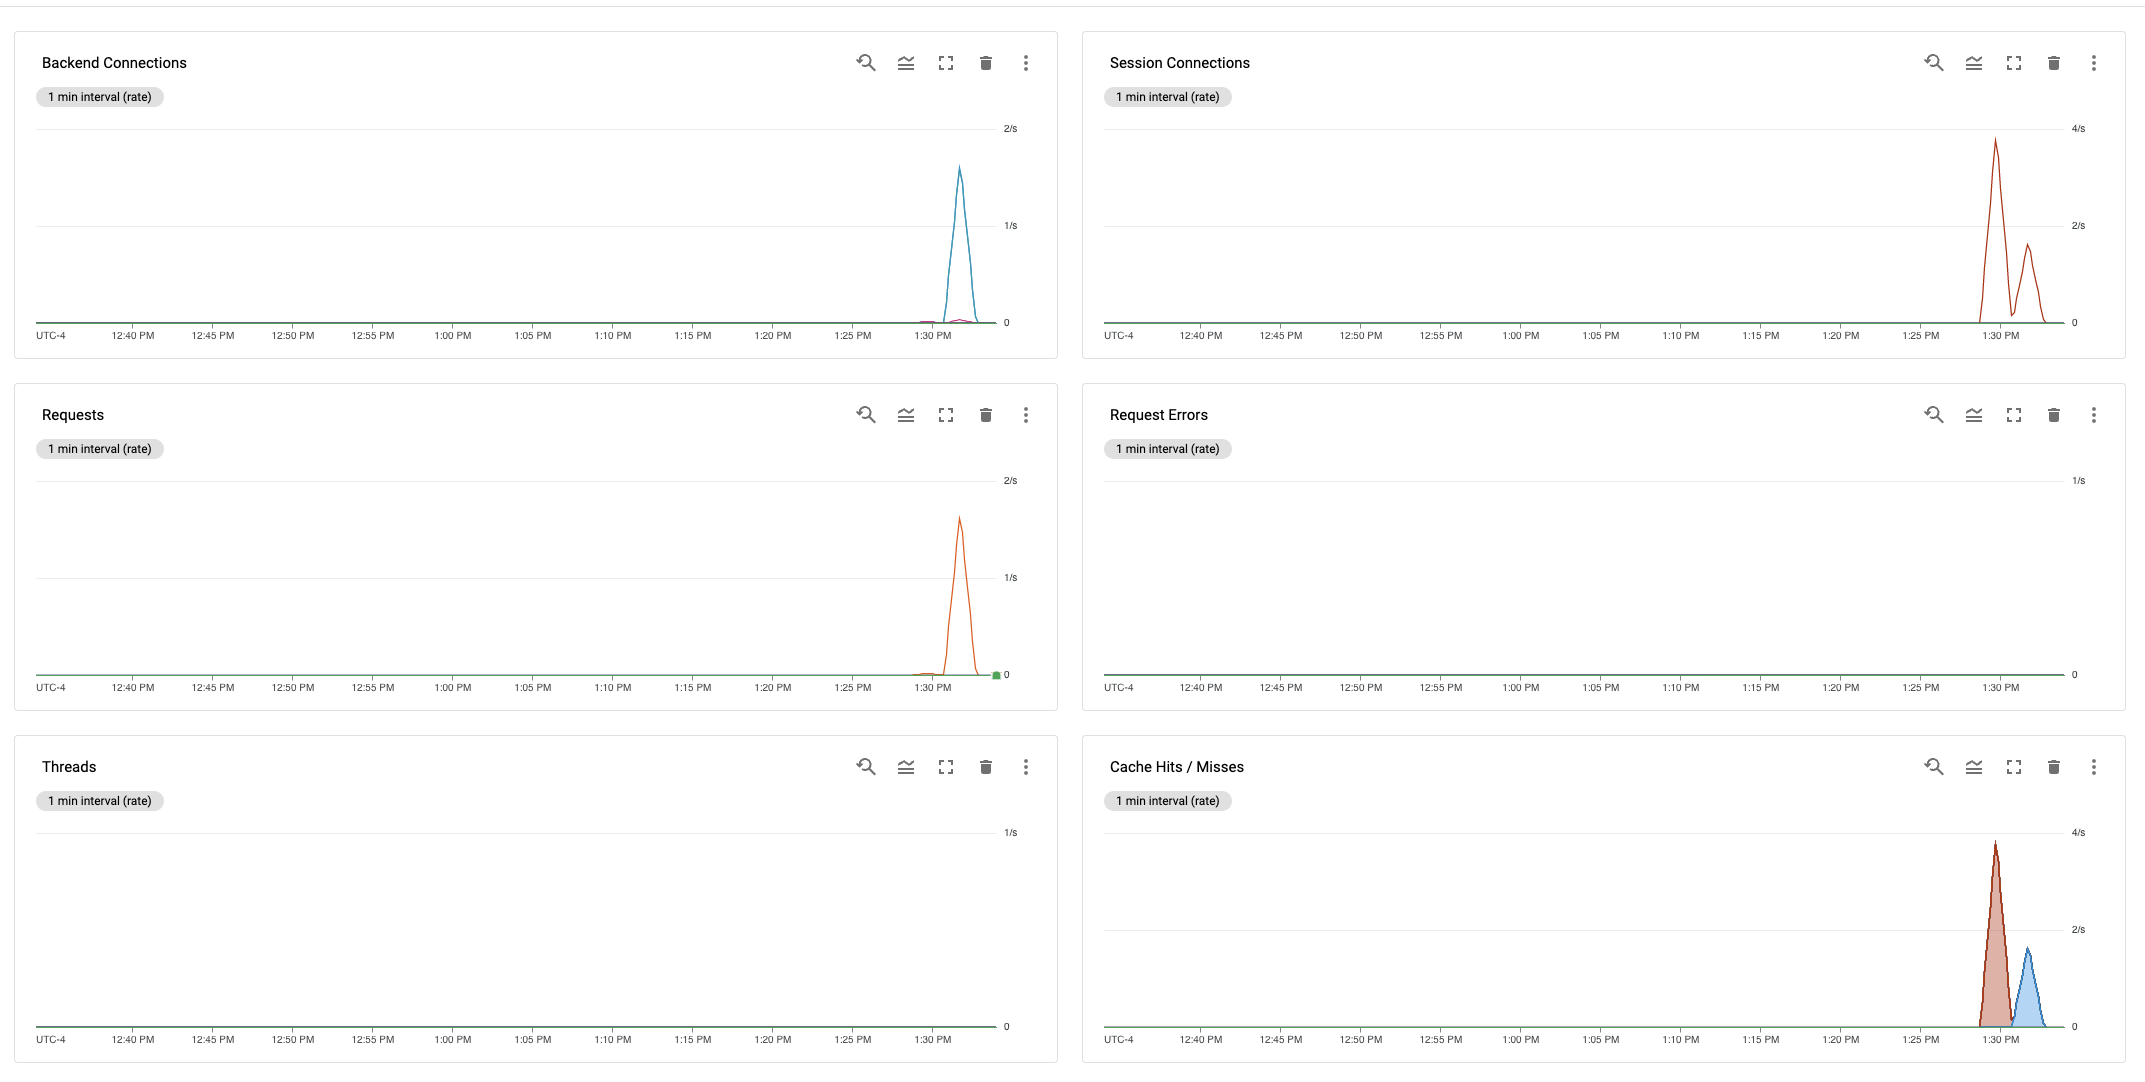 Backend Connections
1 min interval (rate)
2/s
1/s
0
UTC-4 12:40 PM 12:45 PM 12:50 PM 12:55 PM 1:00 PM 1:05 PM 1:10 PM 1:15 PM 1:20 PM 1:25 PM 1:30 PM
Session Connections
1 min interval (rate)
4/s
2/s
0
UTC-4 12:40 PM 12:45 PM 12:50 PM 12:55 PM 1:00 PM 1:05 PM 1:10 PM 1:15 PM 1:20 PM 1:25 PM 1:30 PM
Requests
1 min interval (rate)
2/s
1/s
0
UTC-4 12:40 PM 12:45 PM 12:50 PM 12:55 PM 1:00 PM 1:05 PM 1:10 PM 1:15 PM 1:20 PM 1:25 PM 1:30 PM
Request Errors
1 min interval (rate)
1/s
0
UTC-4 12:40 PM 12:45 PM 12:50 PM 12:55 PM 1:00 PM 1:05 PM 1:10 PM 1:15 PM 1:20 PM 1:25 PM 1:30 PM
Threads
1 min interval (rate)
1/s
0
UTC-4 12:40 PM 12:45 PM 12:50 PM 12:55 PM 1:00 PM 1:05 PM 1:10 PM 1:15 PM 1:20 PM 1:25 PM 1:30 PM
Cache Hits / Misses
1 min interval (rate)
4/s
2/s
0
UTC-4 12:40 PM 12:45 PM 12:50 PM 12:55 PM 1:00 PM 1:05 PM 1:10 PM 1:15 PM 1:20 PM 1:25 PM 1:30 PM